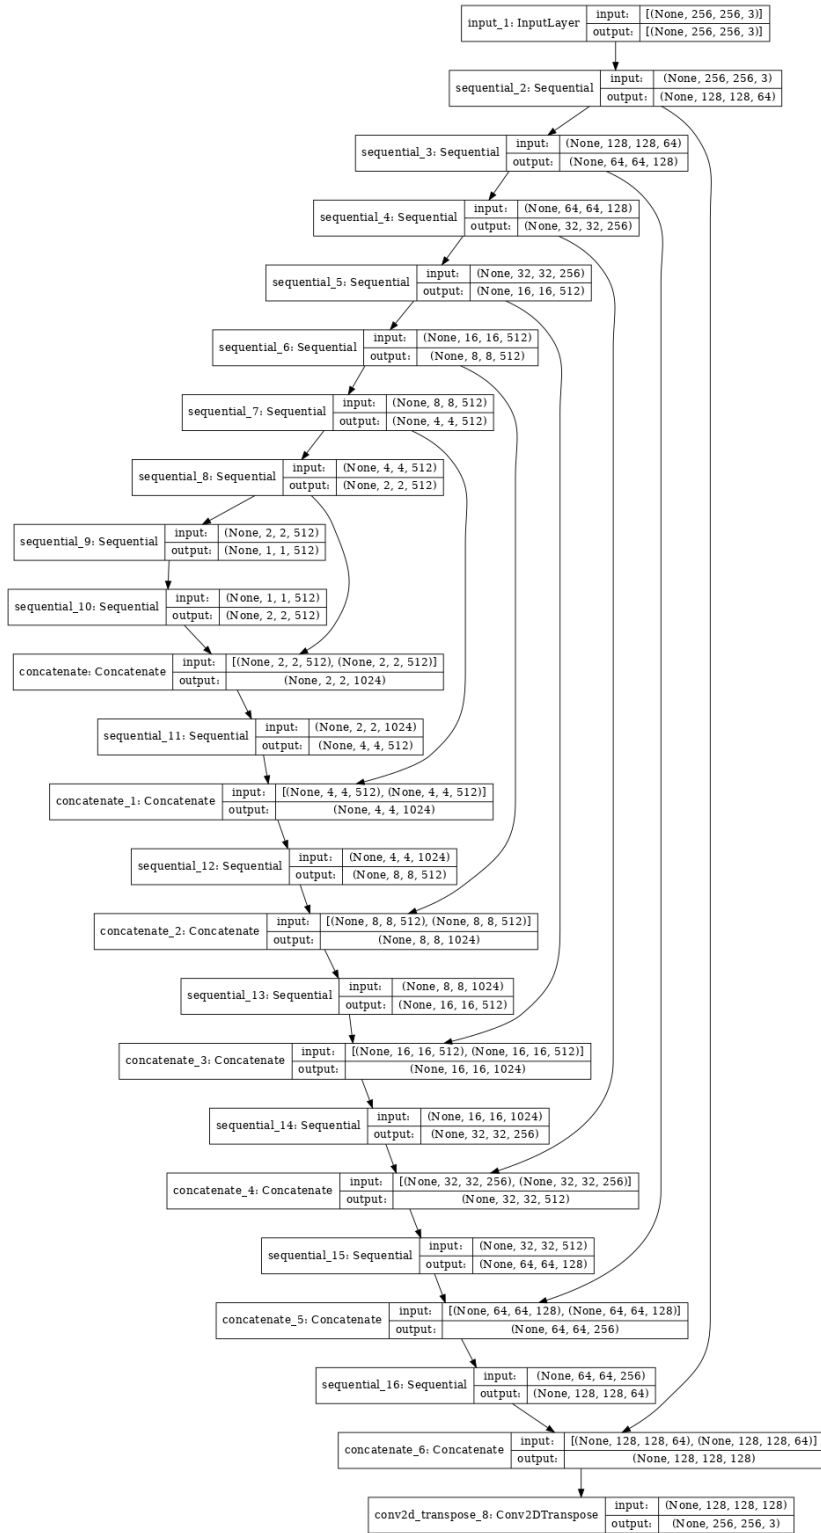 input_1: InputLayer
input: [(None, 256, 256, 3)]
output: [(None, 256, 256, 3)]
sequential_2: Sequential
input: (None, 256, 256, 3)
output: (None, 128, 128, 64)
sequential_3: Sequential
input: (None, 128, 128, 64)
output: (None, 64, 64, 128)
sequential_4: Sequential
input: (None, 64, 64, 128)
output: (None, 32, 32, 256)
sequential_5: Sequential
input: (None, 32, 32, 256)
output: (None, 16, 16, 512)
sequential_6: Sequential
input: (None, 16, 16, 512)
output: (None, 8, 8, 512)
sequential_7: Sequential
input: (None, 8, 8, 512)
output: (None, 4, 4, 512)
sequential_8: Sequential
input: (None, 4, 4, 512)
output: (None, 2, 2, 512)
sequential_9: Sequential
input: (None, 2, 2, 512)
output: (None, 1, 1, 512)
sequential_10: Sequential
input: (None, 1, 1, 512)
output: (None, 2, 2, 512)
concatenate: Concatenate
input: [(None, 2, 2, 512), (None, 2, 2, 512)]
output: (None, 2, 2, 1024)
sequential_11: Sequential
input: (None, 2, 2, 1024)
output: (None, 4, 4, 512)
concatenate_1: Concatenate
input: [(None, 4, 4, 512), (None, 4, 4, 512)]
output: (None, 4, 4, 1024)
sequential_12: Sequential
input: (None, 4, 4, 1024)
output: (None, 8, 8, 512)
concatenate_2: Concatenate
input: [(None, 8, 8, 512), (None, 8, 8, 512)]
output: (None, 8, 8, 1024)
sequential_13: Sequential
input: (None, 8, 8, 1024)
output: (None, 16, 16, 512)
concatenate_3: Concatenate
input: [(None, 16, 16, 512), (None, 16, 16, 512)]
output: (None, 16, 16, 1024)
sequential_14: Sequential
input: (None, 16, 16, 1024)
output: (None, 32, 32, 256)
concatenate_4: Concatenate
input: [(None, 32, 32, 256), (None, 32, 32, 256)]
output: (None, 32, 32, 512)
sequential_15: Sequential
input: (None, 32, 32, 512)
output: (None, 64, 64, 128)
concatenate_5: Concatenate
input: [(None, 64, 64, 128), (None, 64, 64, 128)]
output: (None, 64, 64, 256)
sequential_16: Sequential
input: (None, 64, 64, 256)
output: (None, 128, 128, 64)
concatenate_6: Concatenate
input: [(None, 128, 128, 64), (None, 128, 128, 64)]
output: (None, 128, 128, 128)
conv2d_transpose_8: Conv2DTranspose
input: (None, 128, 128, 128)
output: (None, 256, 256, 3)